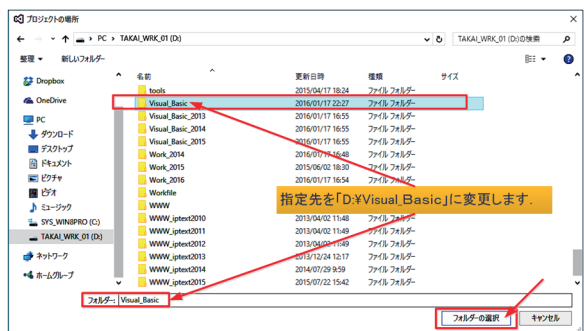 プロジェクトの場所
PC › TAKAI_WRK_01 (D:)
TAKAI_WRK_01 (D:)の検索
整理 新しいフォルダー
名前 更新日時 種類 サイズ
Dropbox
OneDrive
PC
ダウンロード
デスクトップ
ドキュメント
ピクチャ
ビデオ
ミュージック
SYS_WIN8PRO (C:)
TAKAI_WRK_01 (D:)
ネットワーク
ホームグループ
tools 2015/04/17 18:24 ファイル フォルダー
Visual_Basic 2016/01/17 22:27 ファイル フォルダー
Visual_Basic_2013 2016/01/17 16:55 ファイル フォルダー
Visual_Basic_2014 2016/01/17 16:55 ファイル フォルダー
Visual_Basic_2015 2016/01/17 16:55 ファイル フォルダー
Work_2014 2016/01/17 16:48 ファイル フォルダー
Work_2015 2015/06/02 18:30 ファイル フォルダー
Work_2016 2016/01/17 16:54 ファイル フォルダー
Workfile
WWW
指定先を「D:¥Visual_Basic」に変更します.
WWW_iptext2010 2013/04/02 11:48 ファイル フォルダー
WWW_iptext2011 2013/04/02 11:49 ファイル フォルダー
WWW_iptext2012 2013/04/02 11:49 ファイル フォルダー
WWW_iptext2013 2013/12/24 12:17 ファイル フォルダー
WWW_iptext2014 2014/07/29 9:59 ファイル フォルダー
WWW_iptext2015 2015/07/22 15:42 ファイル フォルダー
フォルダー: Visual_Basic
フォルダーの選択 キャンセル